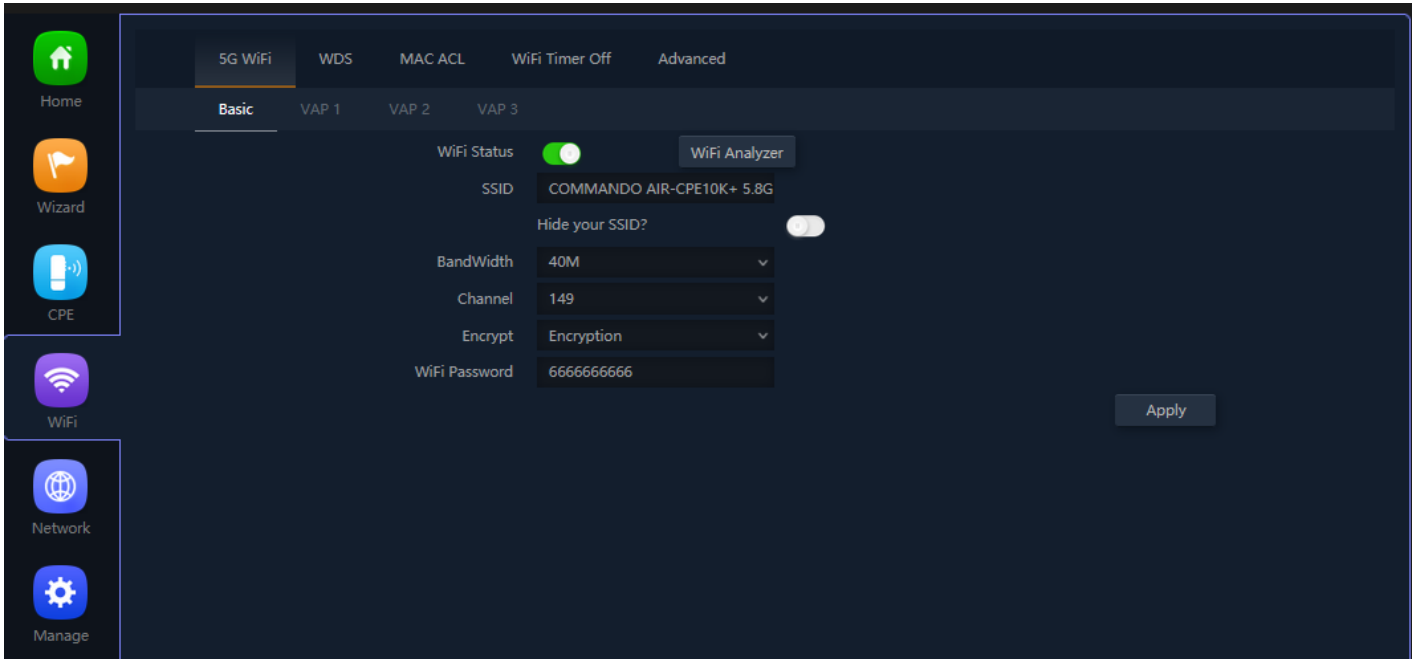 Home
Wizard
CPE
WiFi
Network
Manage
5G WiFi WDS MAC ACL WiFi Timer Off Advanced
Basic VAP 1 VAP 2 VAP 3
WiFi Status WiFi Analyzer
SSID COMMANDO AIR-CPE10K+ 5.8G
Hide your SSID?
BandWidth 40M
Channel 149
Encrypt Encryption
WiFi Password 6666666666
Apply